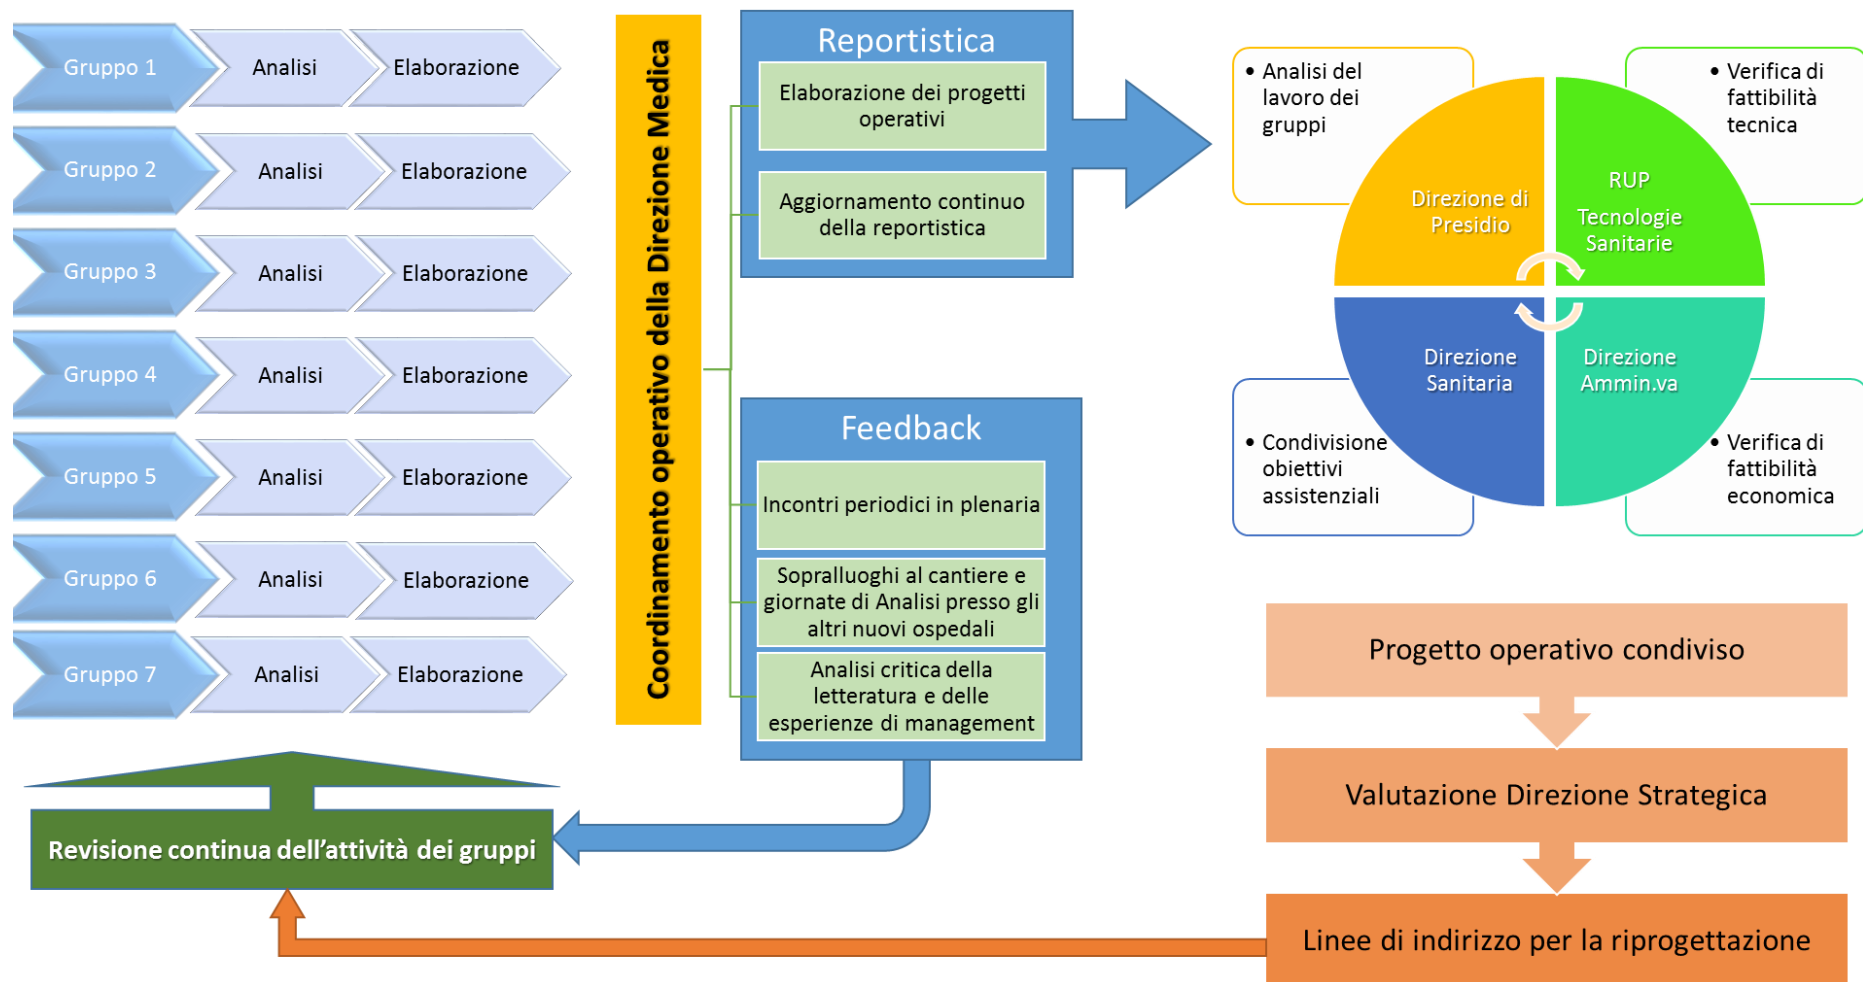 Gruppo 1
Analisi
Elaborazione
Gruppo 2
Analisi
Elaborazione
Gruppo 3
Analisi
Elaborazione
Gruppo 4
Analisi
Elaborazione
Gruppo 5
Analisi
Elaborazione
Gruppo 6
Analisi
Elaborazione
Gruppo 7
Analisi
Elaborazione
Revisione continua dell’attività dei gruppi
Coordinamento operativo della Direzione Medica
Reportistica
Elaborazione dei progetti
operativi
Aggiornamento continuo
della reportistica
Feedback
Incontri periodici in plenaria
Sopralluoghi al cantiere e
giornate di Analisi presso gli
altri nuovi ospedali
Analisi critica della
letteratura e delle
esperienze di management
• Analisi del
lavoro dei
gruppi
• Verifica di
fattibilità
tecnica
Direzione di
Presidio
RUP
Tecnologie
Sanitarie
Direzione
Sanitaria
Direzione
Ammin.va
• Condivisione
obiettivi
assistenziali
• Verifica di
fattibilità
economica
Progetto operativo condiviso
Valutazione Direzione Strategica
Linee di indirizzo per la riprogettazione